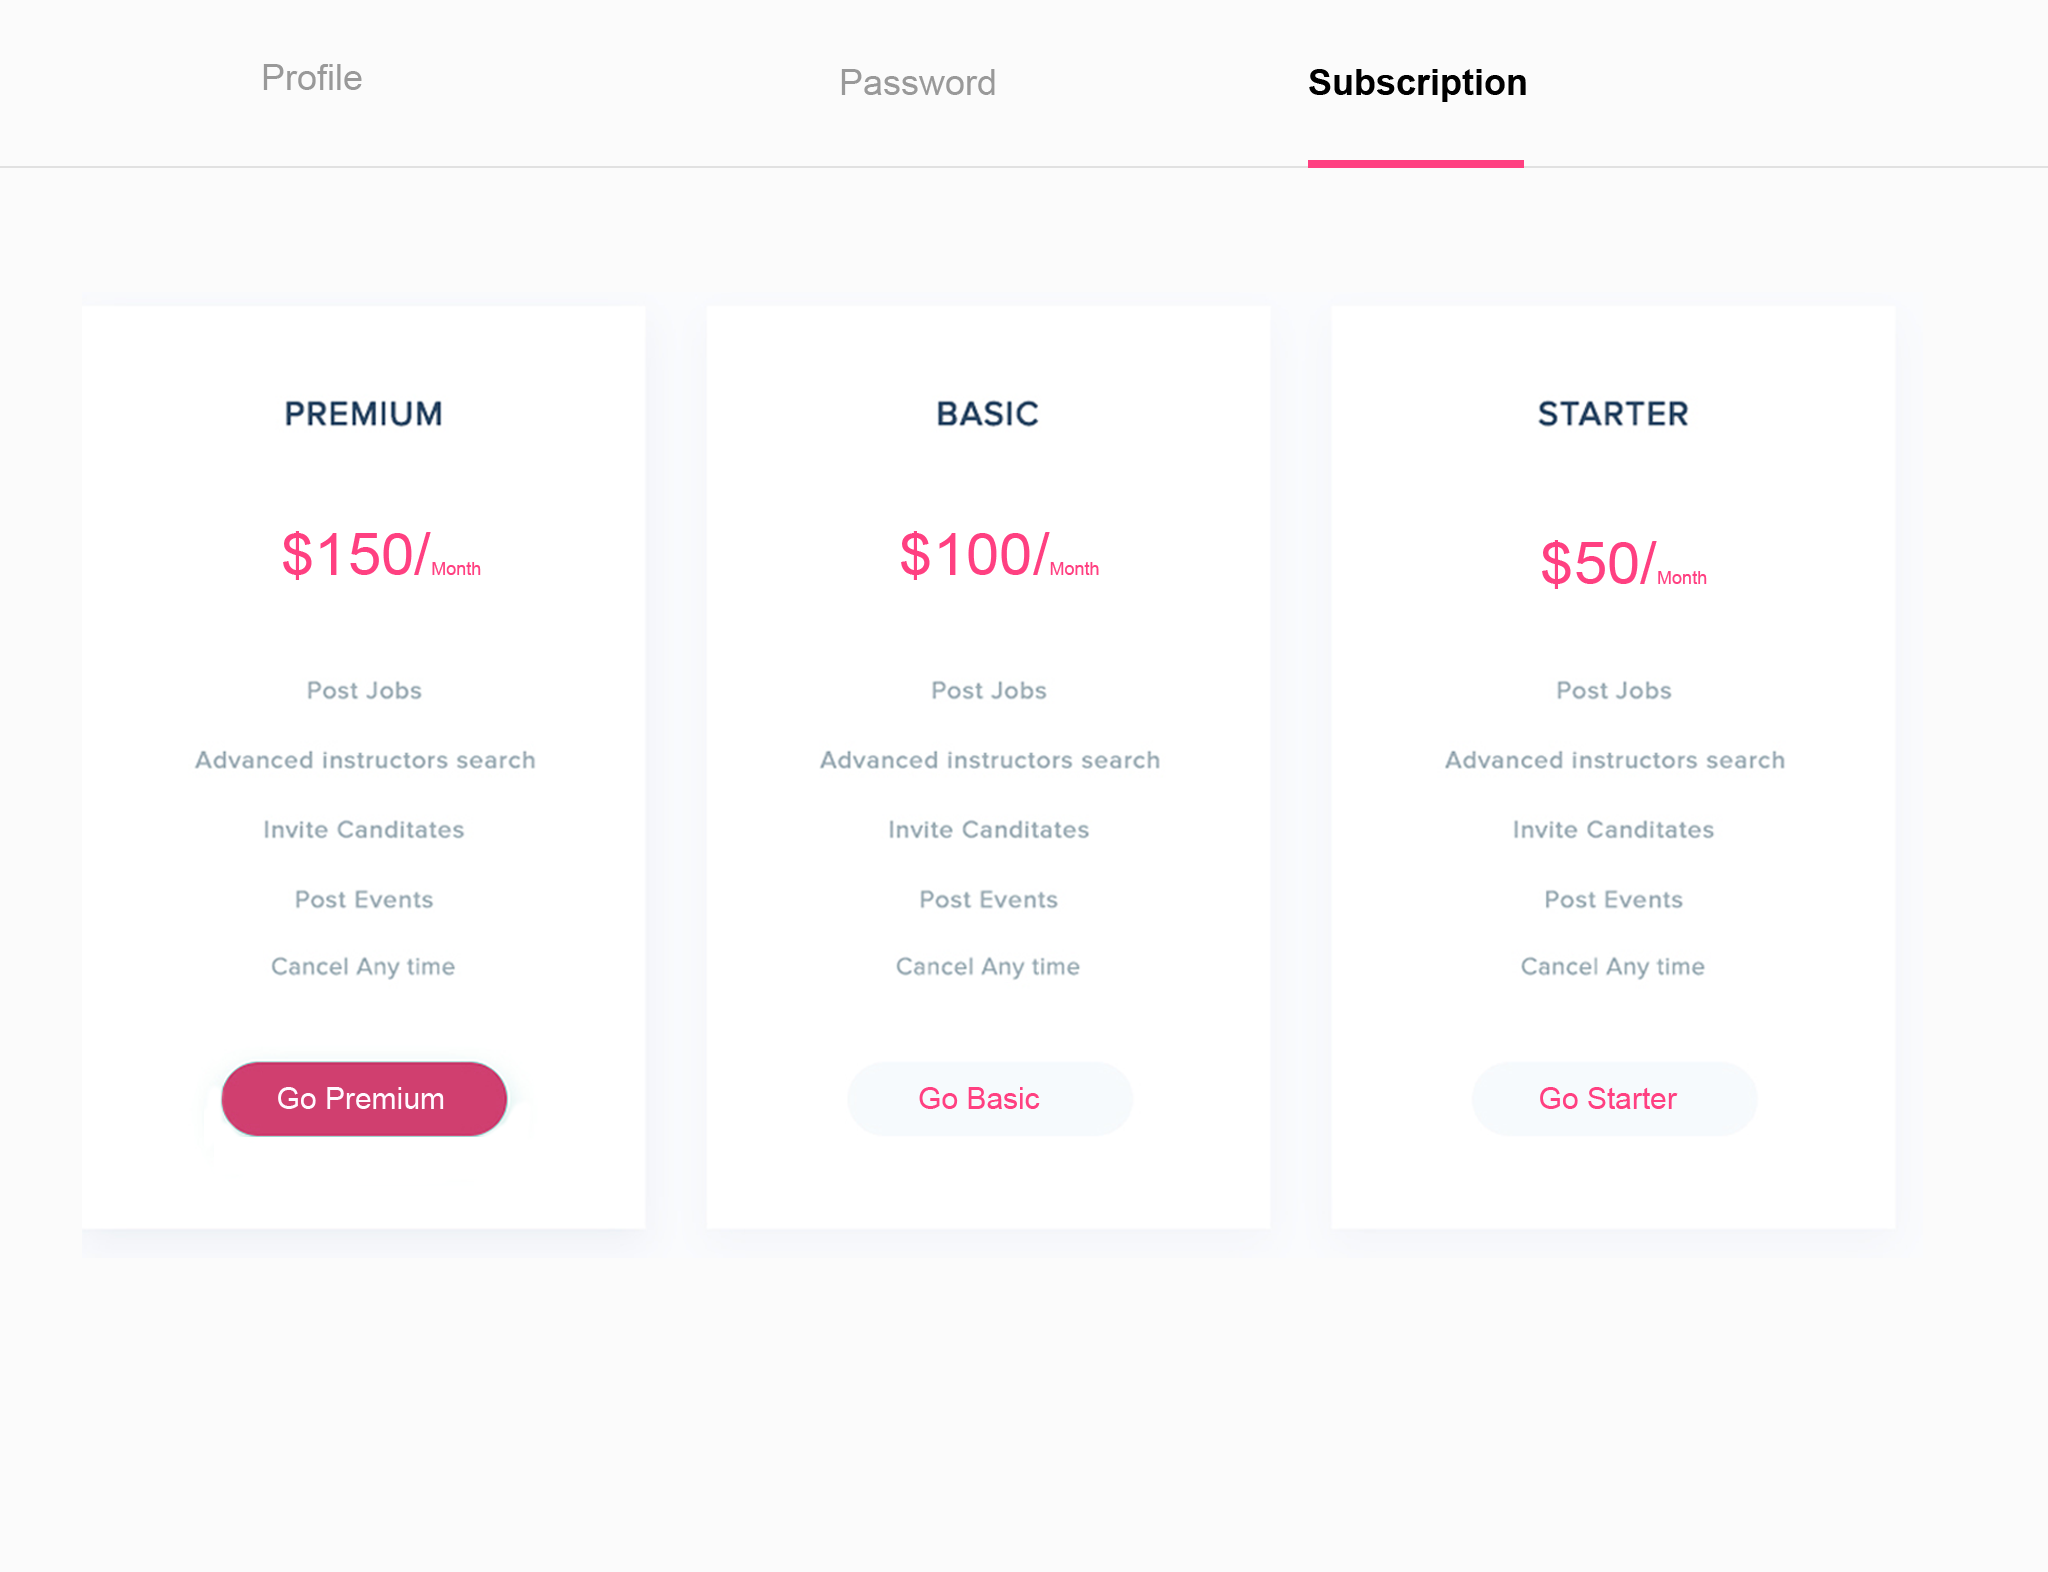 Profile
Password
Subscription
PREMIUM
$150/Month
Post Jobs
Advanced instructors search
Invite Canditates
Post Events
Cancel Any time
Go Premium
BASIC
$100/Month
Post Jobs
Advanced instructors search
Invite Canditates
Post Events
Cancel Any time
Go Basic
STARTER
$50/Month
Post Jobs
Advanced instructors search
Invite Canditates
Post Events
Cancel Any time
Go Starter